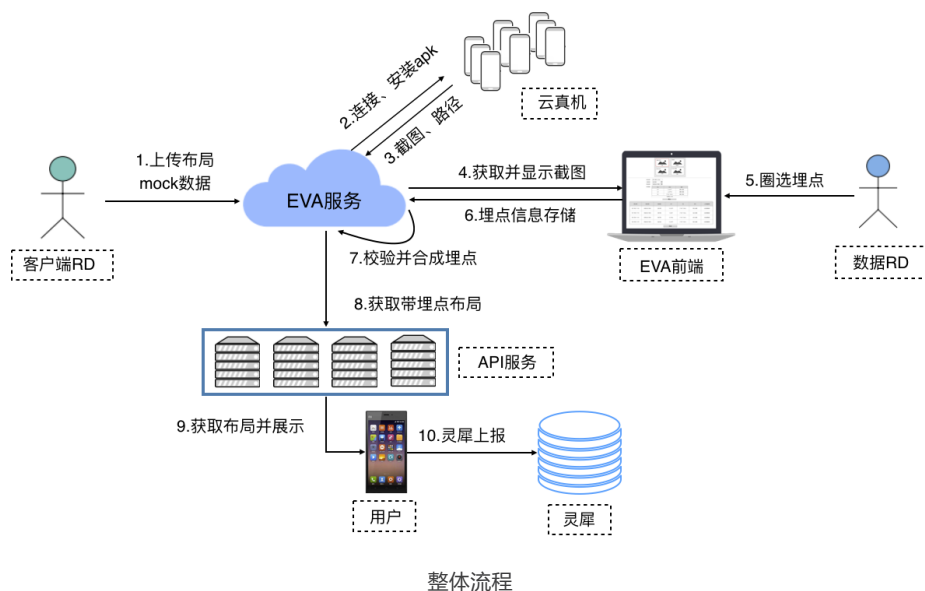 2.连接、安装apk
3.截图、路径
云真机
1.上传布局
mock数据
EVA服务
4.获取并显示截图
6.埋点信息存储
5.圈选埋点
客户端RD
7.校验并合成埋点
EVA前端
数据RD
8.获取带埋点布局
API服务
9.获取布局并展示
10.灵犀上报
用户
灵犀
整体流程